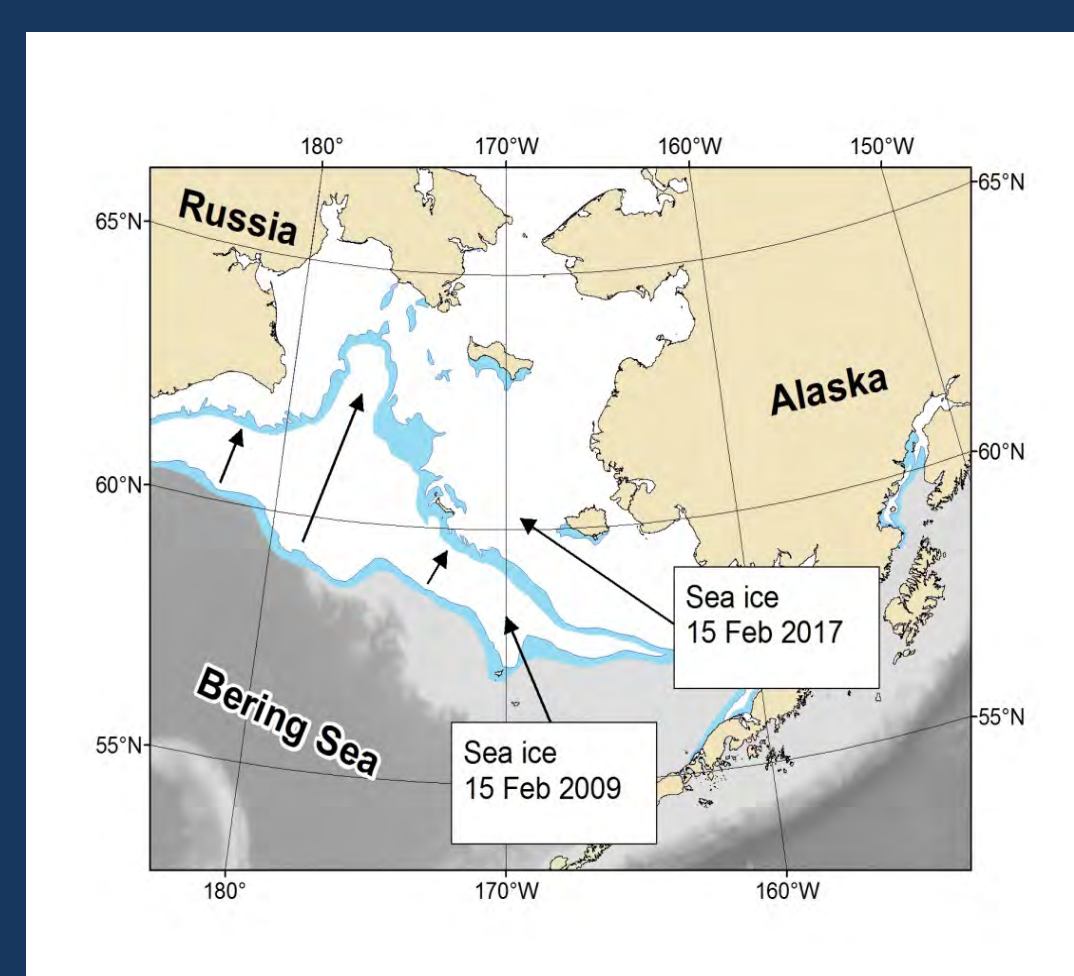 180°
170°W
160°W
150°W
65°N
65°N
Russia
Alaska
60°N
60°N
Sea ice
15 Feb 2017
Bering Sea
55°N
55°N
Sea ice
15 Feb 2009
180°
170°W
160°W